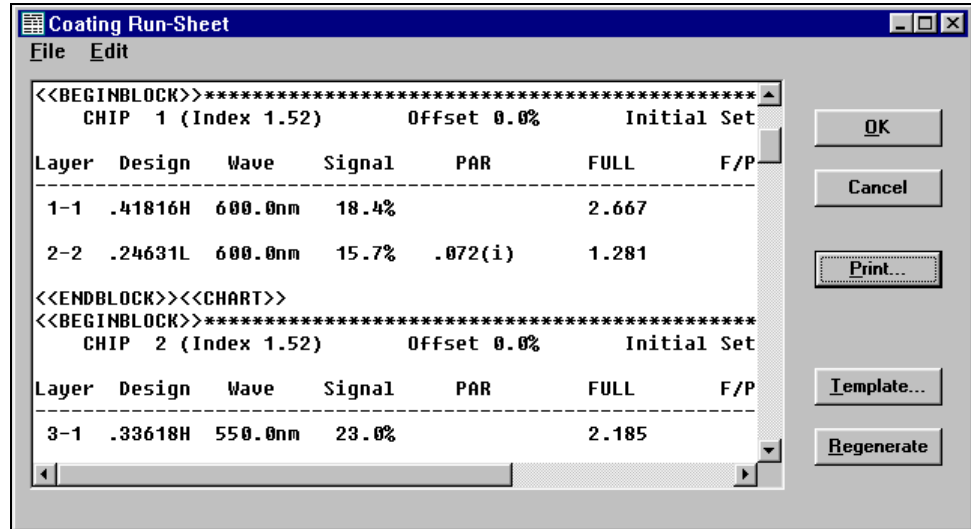 Coating Run-Sheet
File Edit
<<BEGINBLOCK>>**************************************************
CHIP 1 (Index 1.52) Offset 0.0% Initial Set
Layer Design Wave Signal PAR FULL F/P
------------------------------------------------------------------
1-1 .41816H 600.0nm 18.4% 2.667
2-2 .24631L 600.0nm 15.7% .072(i) 1.281
<<ENDBLOCK>><<CHART>>
<<BEGINBLOCK>>**************************************************
CHIP 2 (Index 1.52) Offset 0.0% Initial Set
Layer Design Wave Signal PAR FULL F/P
------------------------------------------------------------------
3-1 .33618H 550.0nm 23.0% 2.185
OK
Cancel
Print...
Template...
Regenerate